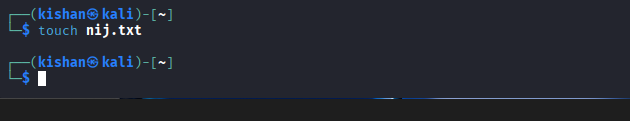 ┌──(kishan㉿kali)-[~]
└─$ touch nij.txt
┌──(kishan㉿kali)-[~]
└─$